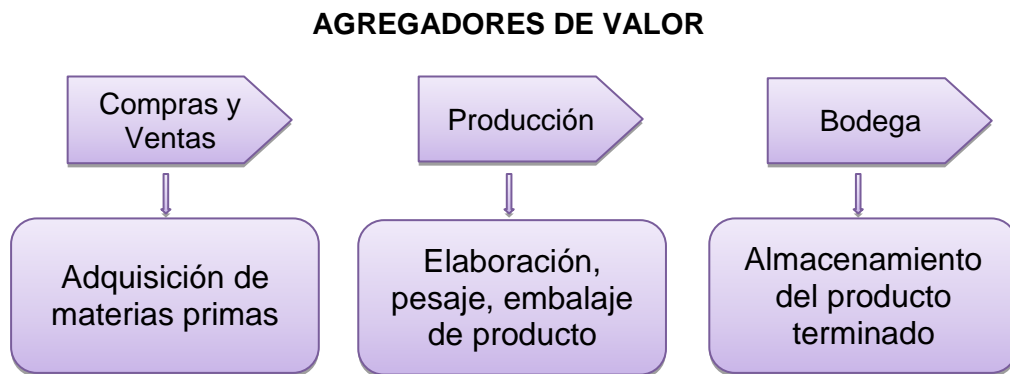 AGREGADORES DE VALOR
Compras y
Ventas
Producción
Bodega
Adquisición de
materias primas
Elaboración,
pesaje, embalaje
de producto
Almacenamiento
del producto
terminado